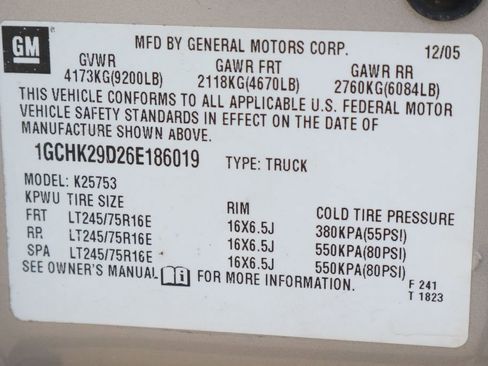 GM MFD BY GENERAL MOTORS CORP. 12/05
GVWR GAWR FRT GAWR RR
4173KG(9200LB) 2118KG(4670LB) 2760KG(6084LB)
THIS VEHICLE CONFORMS TO ALL APPLICABLE U.S. FEDERAL MOTOR
VEHICLE SAFETY STANDARDS IN EFFECT ON THE DATE OF
MANUFACTURE SHOWN ABOVE.
1GCHK29D26E186019 TYPE: TRUCK
MODEL: K25753
KPWU TIRE SIZE RIM COLD TIRE PRESSURE
FRT LT245/75R16E 16X6.5J 380KPA(55PSI)
RR LT245/75R16E 16X6.5J 550KPA(80PSI)
SPA LT245/75R16E 16X6.5J 550KPA(80PSI)
SEE OWNER'S MANUAL FOR MORE INFORMATION. F 241
T 1823